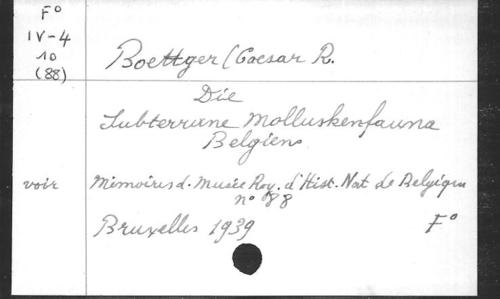 F°
IV-4
10
(88)
Boettger (Caesar R.
Die
Subterrane Molluskenfauna
Belgiens
voir
Mémoires d. Musée Roy. d'Hist. Nat de Belgique
n° 88
Bruxelles 1939
F°